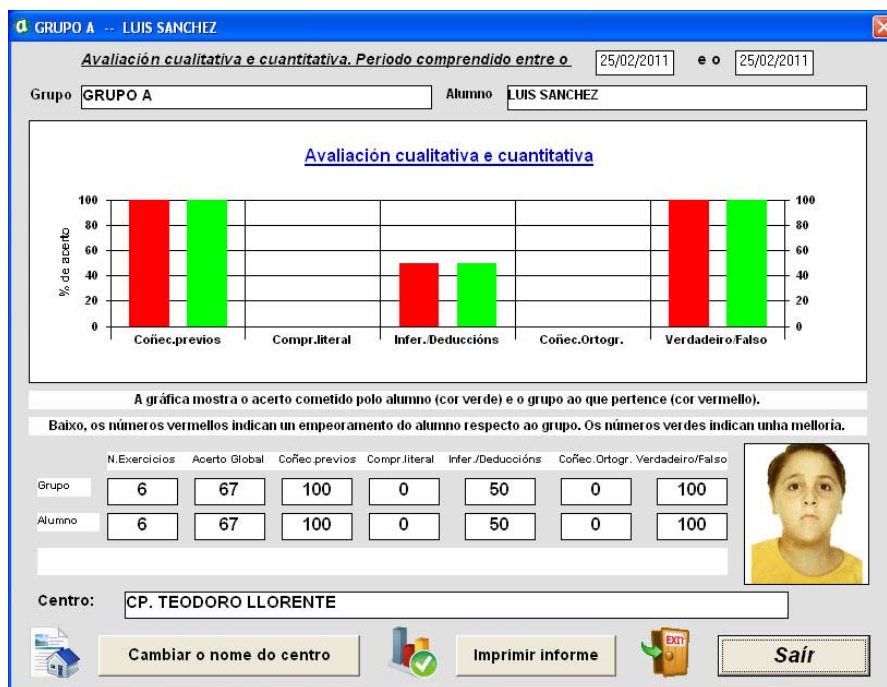 GRUPO A -- LUIS SANCHEZ
Avaliación cualitativa e cuantitativa. Periodo comprendido entre o 25/02/2011 e o 25/02/2011
Grupo GRUPO A Alumno LUIS SANCHEZ
Avaliación cualitativa e cuantitativa
% de acerto
100 100
80 80
60 60
40 40
20 20
0 0
Coñec.previos Compr.literal Infer./Deduccións Coñec.Ortogr. Verdadeiro/Falso
A gráfica mostra o acerto cometido polo alumno (cor verde) e o grupo ao que pertence (cor vermello).
Baixo, os números vermellos indican un empeoramento do alumno respecto ao grupo. Os números verdes indican unha melloría.
N.Exercicios Acerto Global Coñec.previos Compr.literal Infer./Deduccións Coñec.Ortogr. Verdadeiro/Falso
Grupo 6 67 100 0 50 0 100
Alumno 6 67 100 0 50 0 100
Centro: CP. TEODORO LLORENTE
Cambiar o nome do centro Imprimir informe EXIT Saír